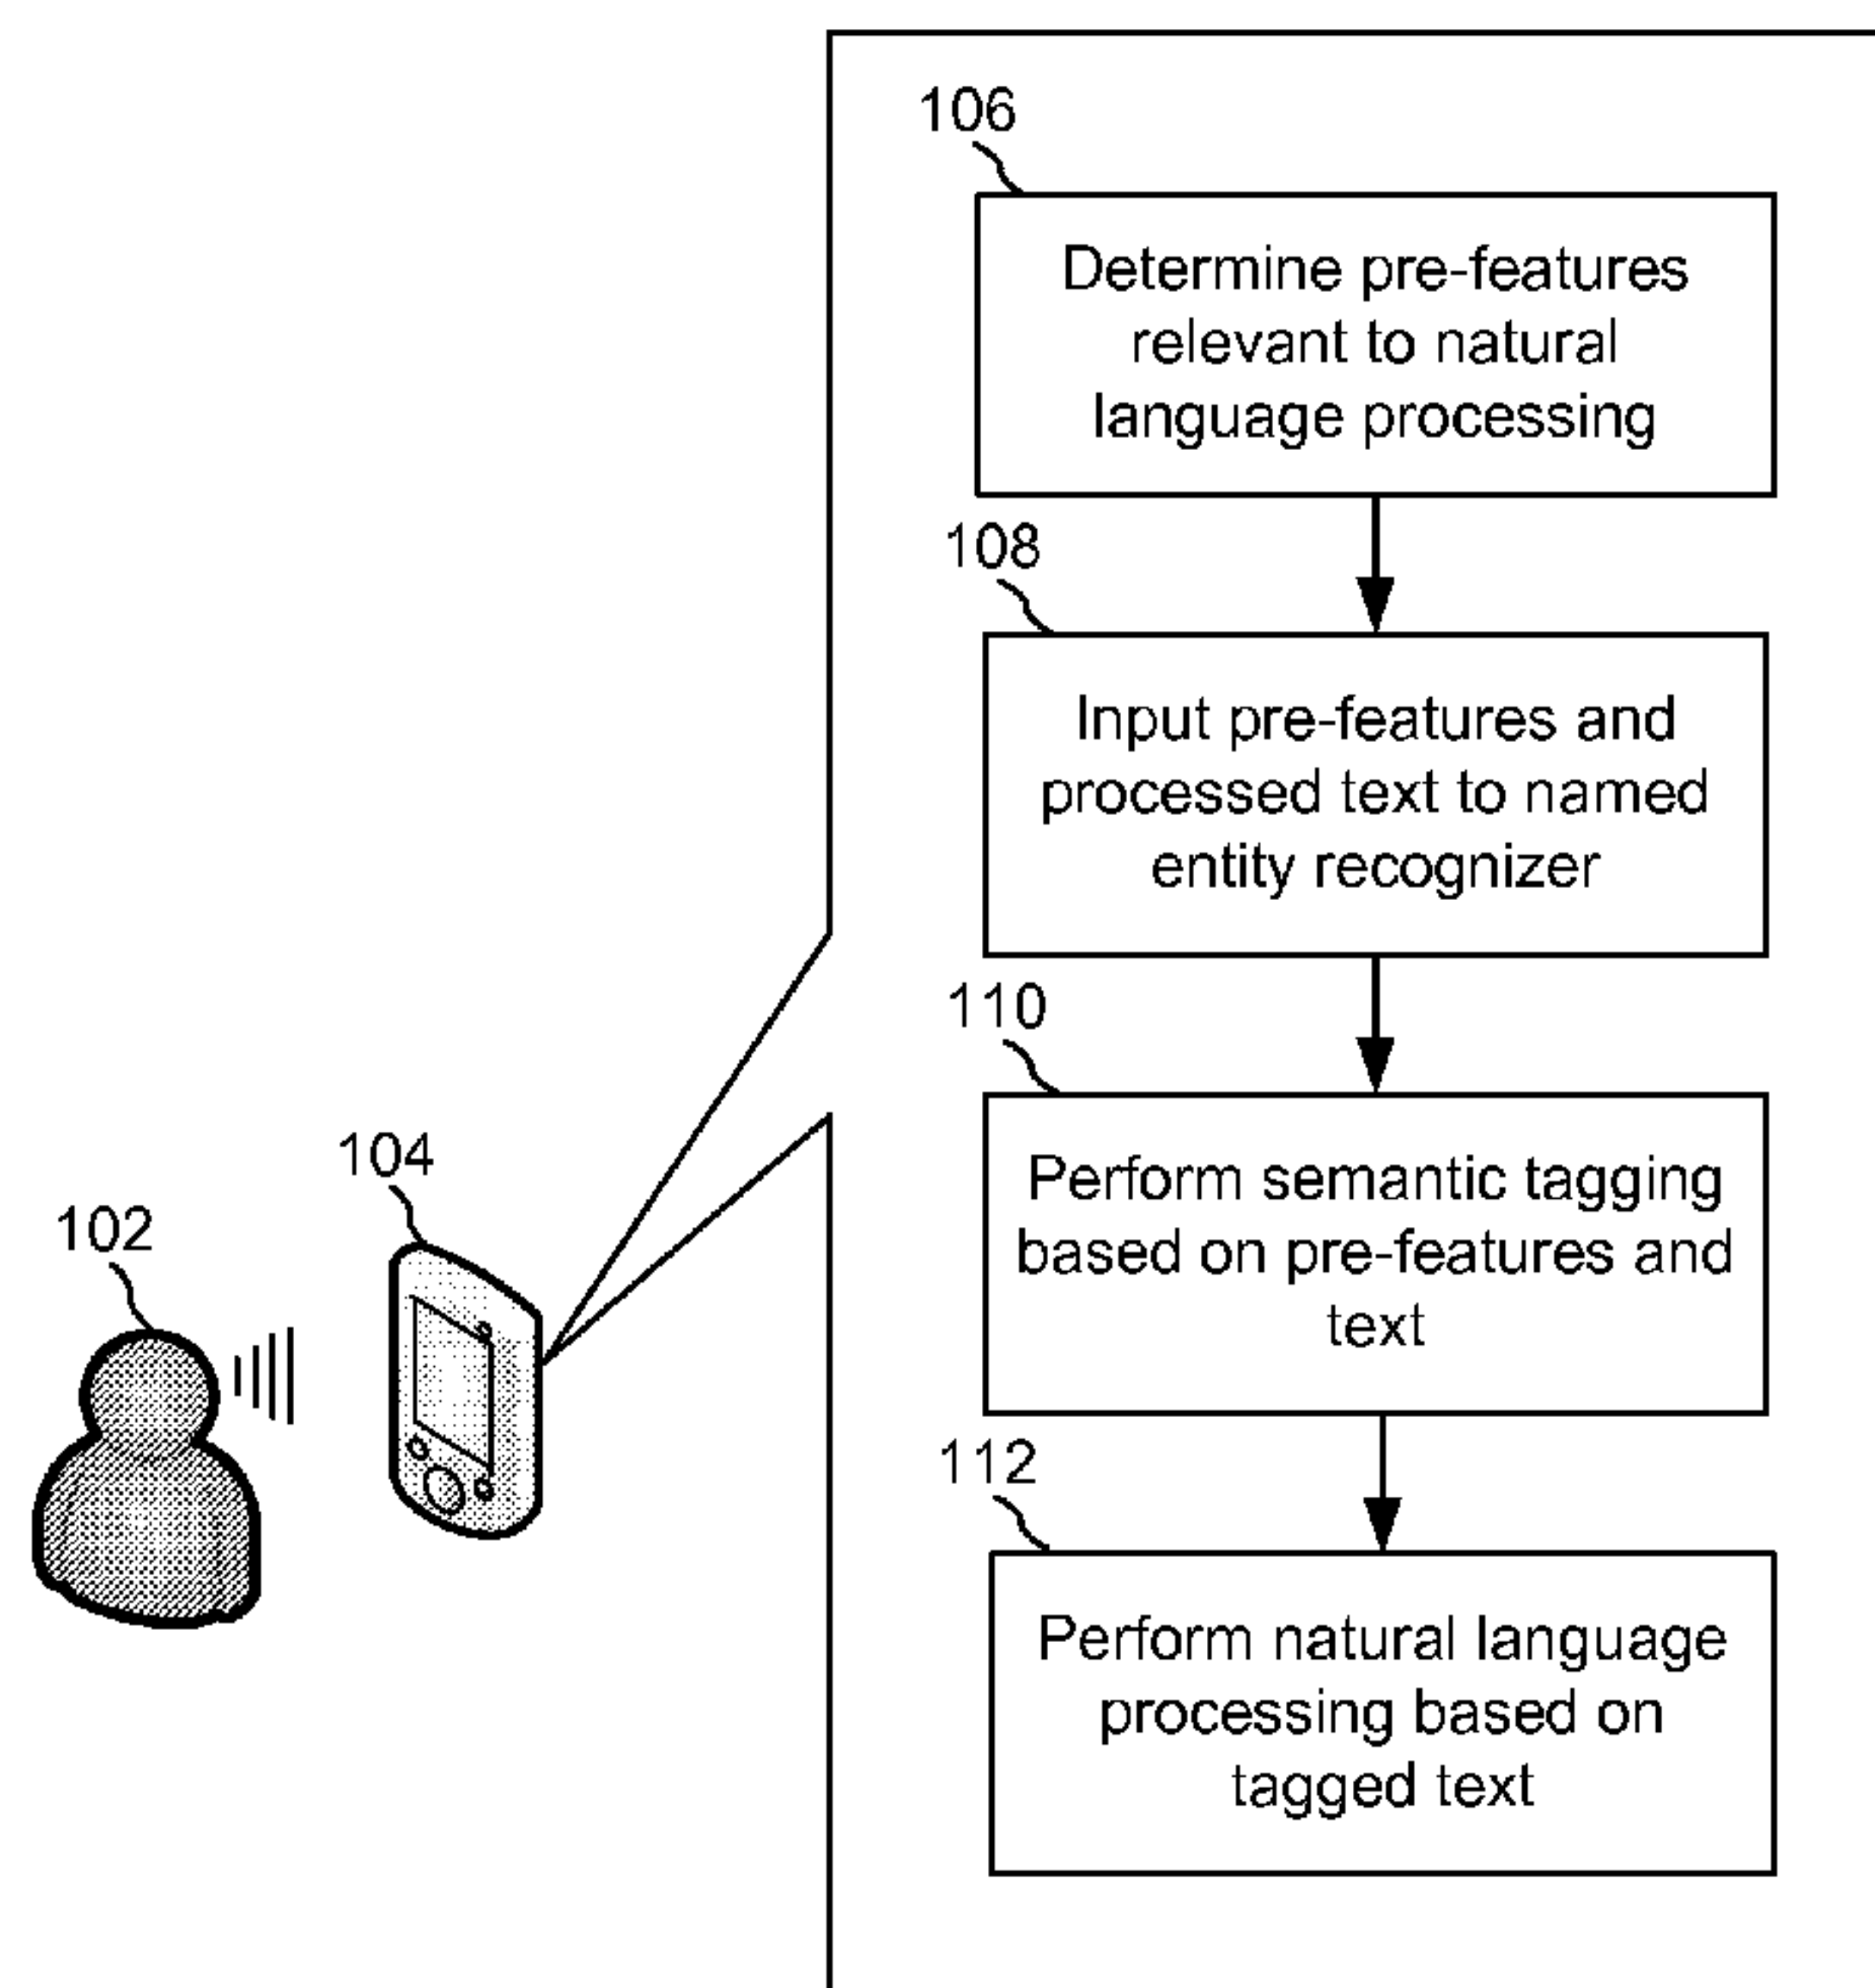 106
Determine pre-features
relevant to natural
language processing
108
Input pre-features and
processed text to named
entity recognizer
110
Perform semantic tagging
based on pre-features and
text
104
102
112
Perform natural language
processing based on
tagged text